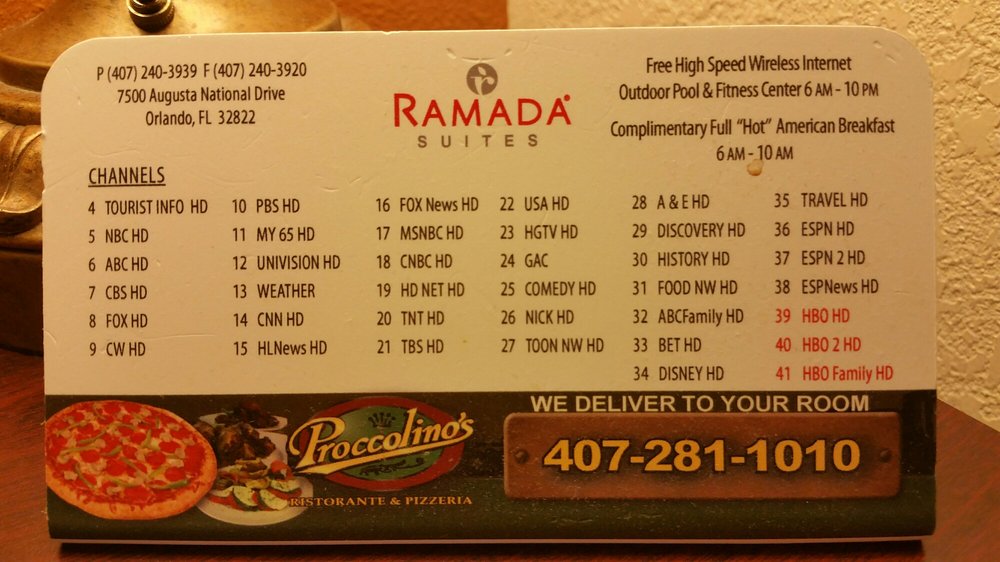 P (407) 240-3939 F (407) 240-3920
7500 Augusta National Drive
Orlando, FL 32822
RAMADA
SUITES
Free High Speed Wireless Internet
Outdoor Pool & Fitness Center 6 AM - 10 PM
Complimentary Full "Hot" American Breakfast
6 AM - 10 AM
CHANNELS
4 TOURIST INFO HD
5 NBC HD
6 ABC HD
7 CBS HD
8 FOX HD
9 CW HD
10 PBS HD
11 MY 65 HD
12 UNIVISION HD
13 WEATHER
14 CNN HD
15 HLNews HD
16 FOX News HD
17 MSNBC HD
18 CNBC HD
19 HD NET HD
20 TNT HD
21 TBS HD
22 USA HD
23 HGTV HD
24 GAC
25 COMEDY HD
26 NICK HD
27 TOON NW HD
28 A & E HD
29 DISCOVERY HD
30 HISTORY HD
31 FOOD NW HD
32 ABCFamily HD
33 BET HD
34 DISNEY HD
35 TRAVEL HD
36 ESPN HD
37 ESPN 2 HD
38 ESPNews HD
39 HBO HD
40 HBO 2 HD
41 HBO Family HD
Proccolino's
RISTORANTE & PIZZERIA
WE DELIVER TO YOUR ROOM
407-281-1010